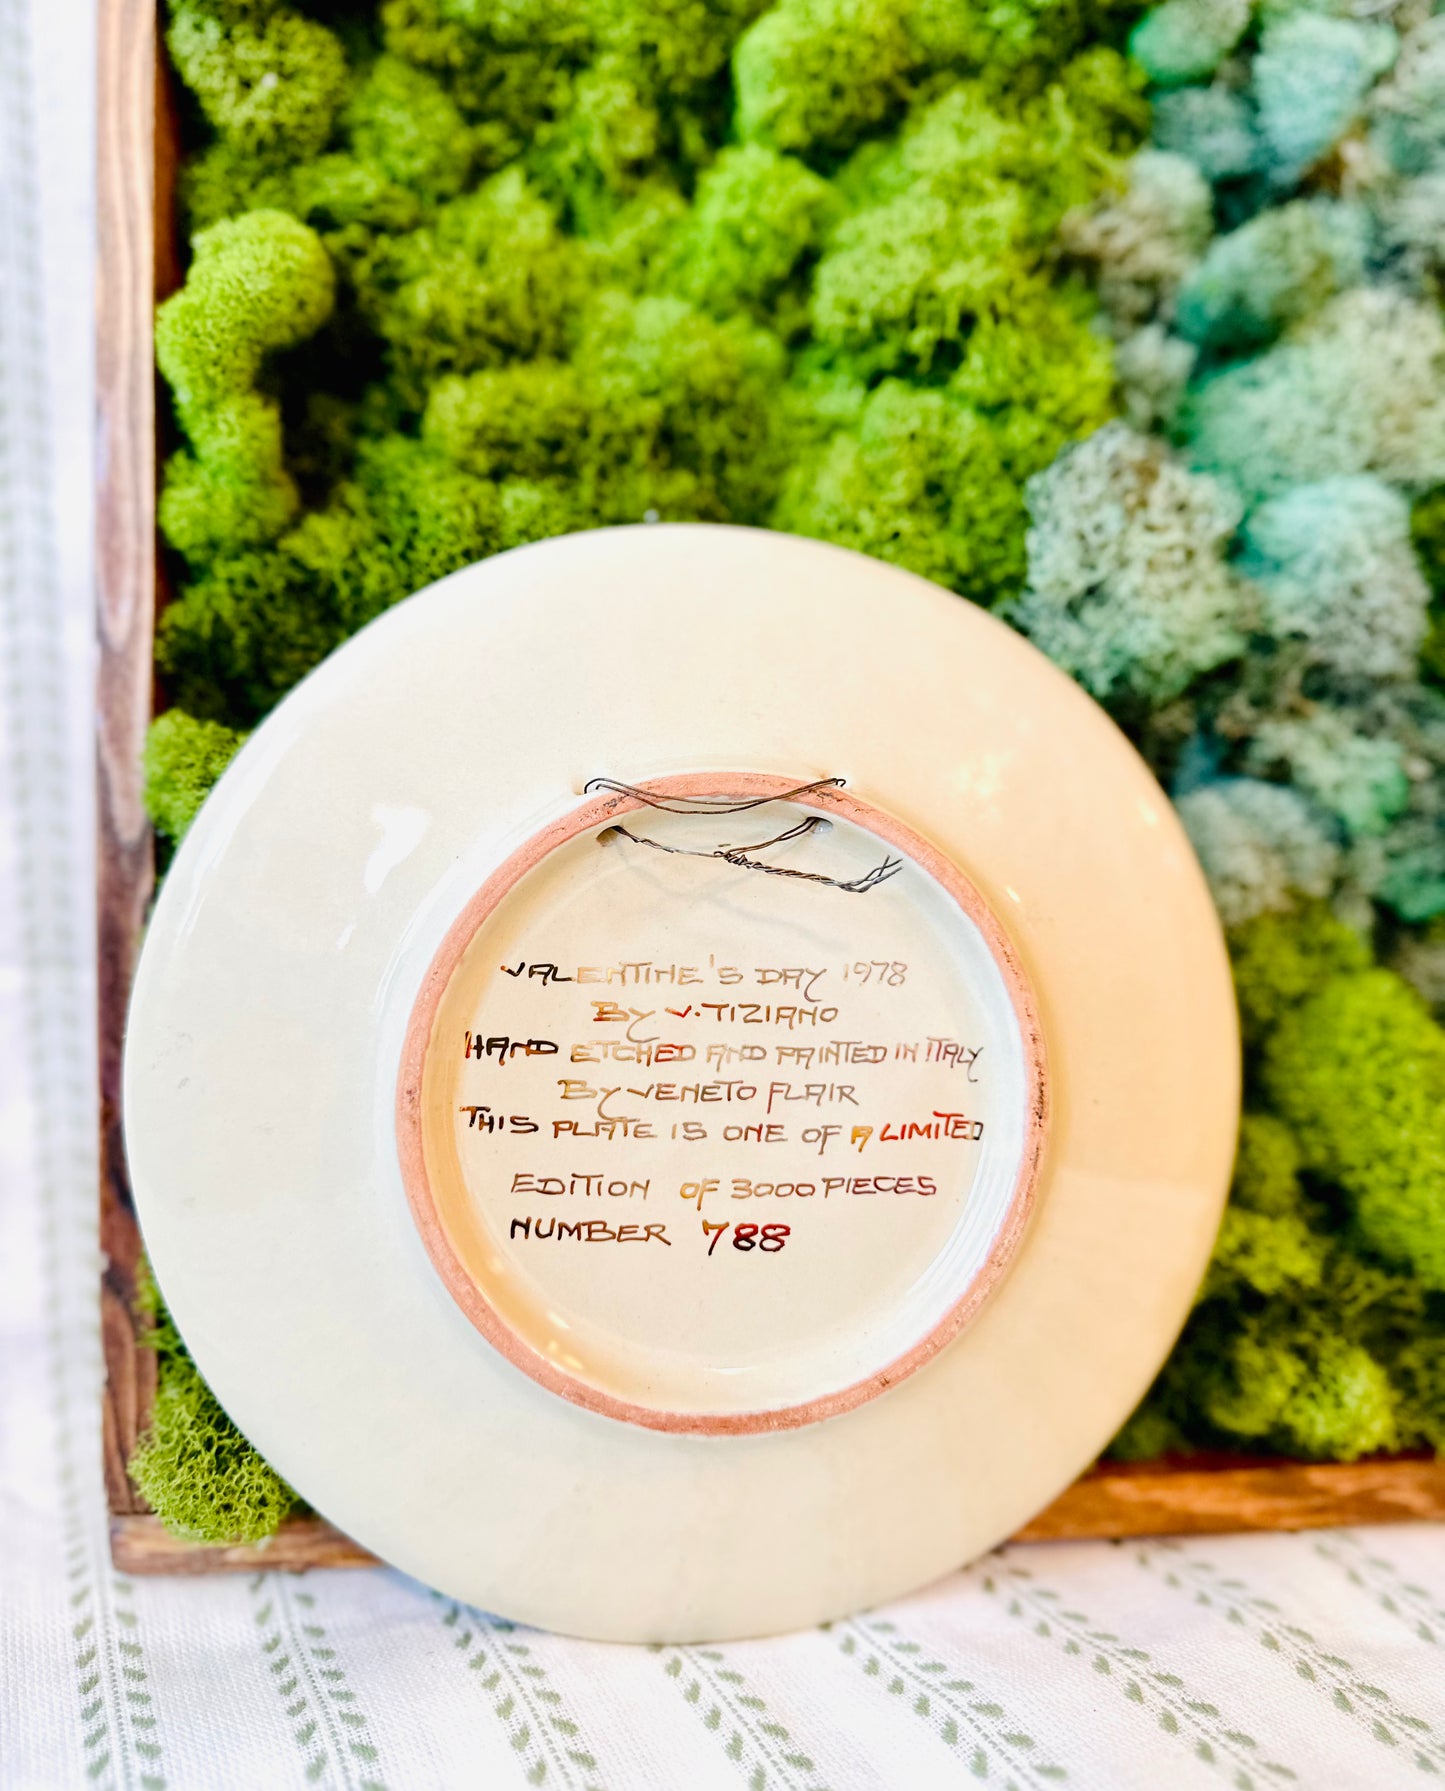 VALENTINE'S DAY 1978
By V. TIZIANO
HAND ETCHED AND PAINTED IN ITALY
By VENETO FLAIR
THIS PLATE IS ONE OF A LIMITED
EDITION OF 3000 PIECES
NUMBER 788